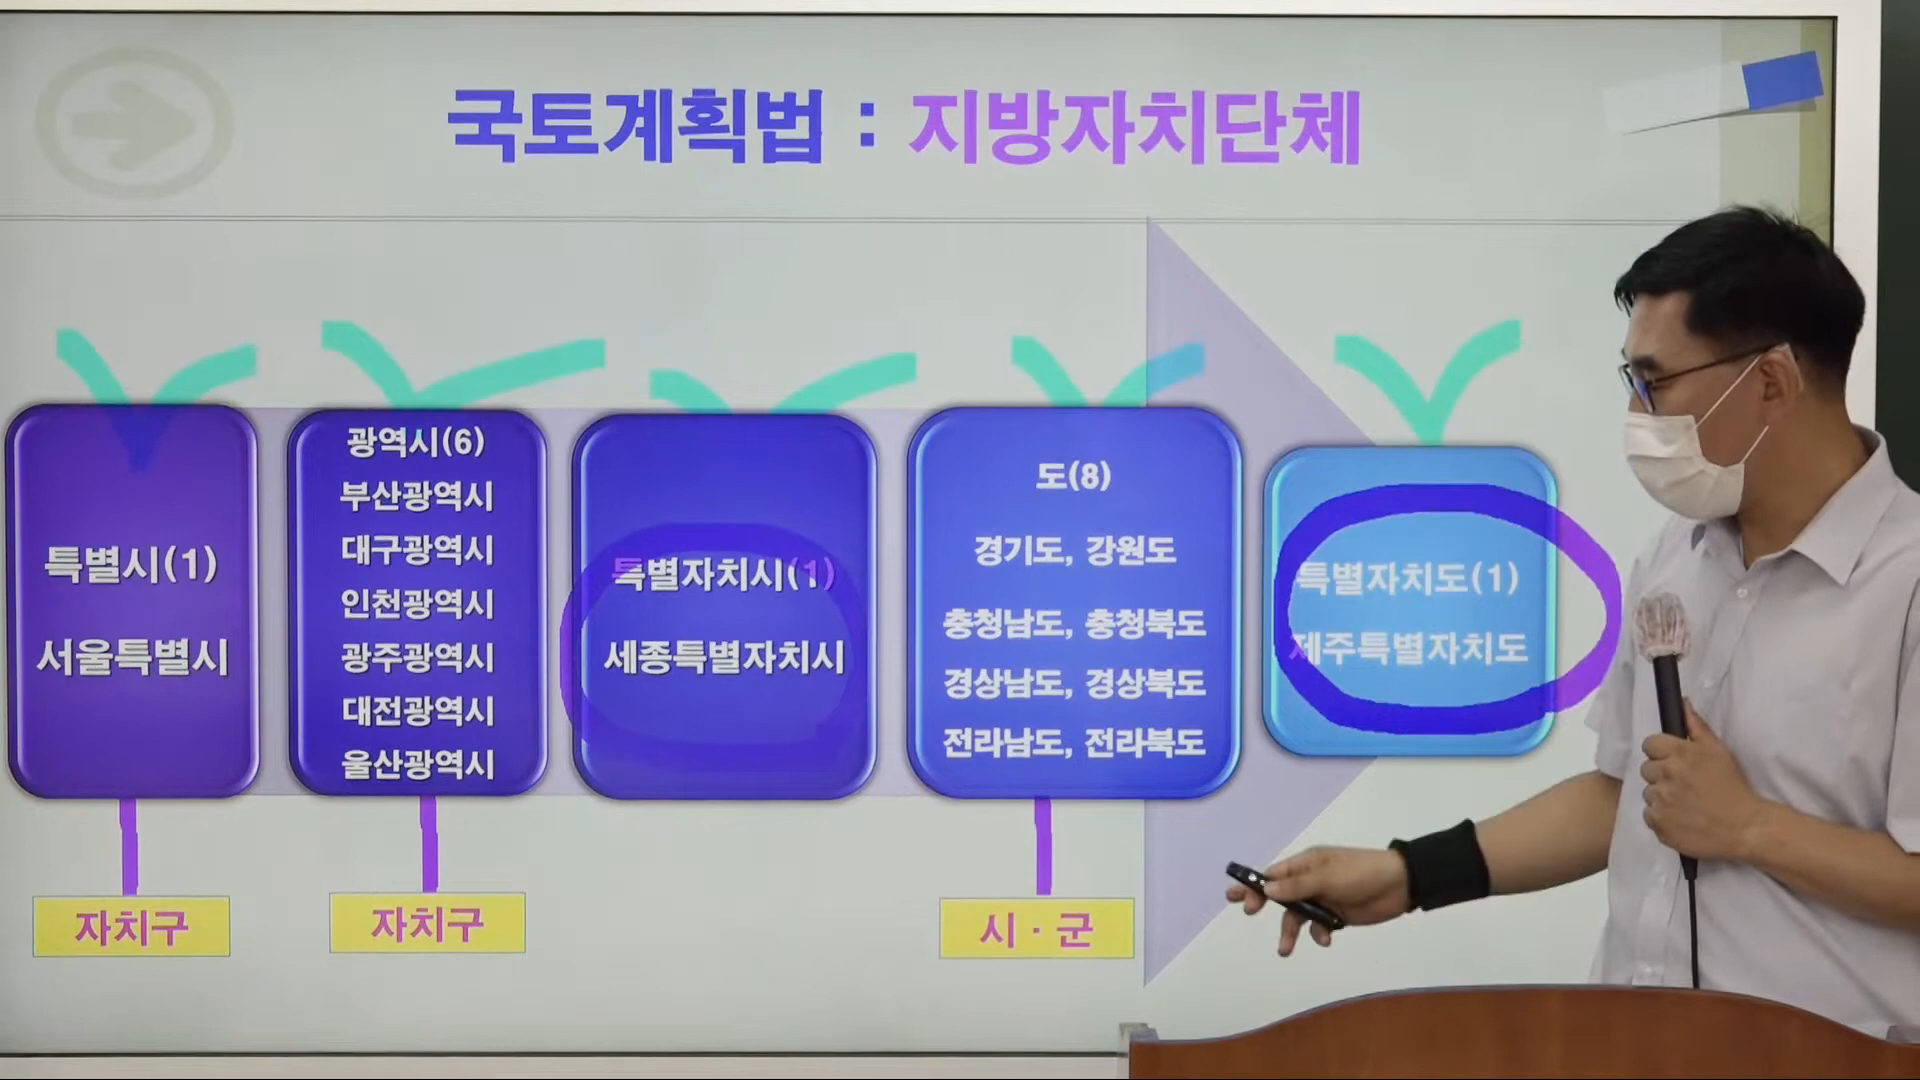 국토계획법 : 지방자치단체
특별시(1)
서울특별시
자치구
광역시(6)
부산광역시
대구광역시
인천광역시
광주광역시
대전광역시
울산광역시
자치구
특별자치시(1)
세종특별자치시
도(8)
경기도, 강원도
충청남도, 충청북도
경상남도, 경상북도
전라남도, 전라북도
시·군
특별자치도(1)
제주특별자치도